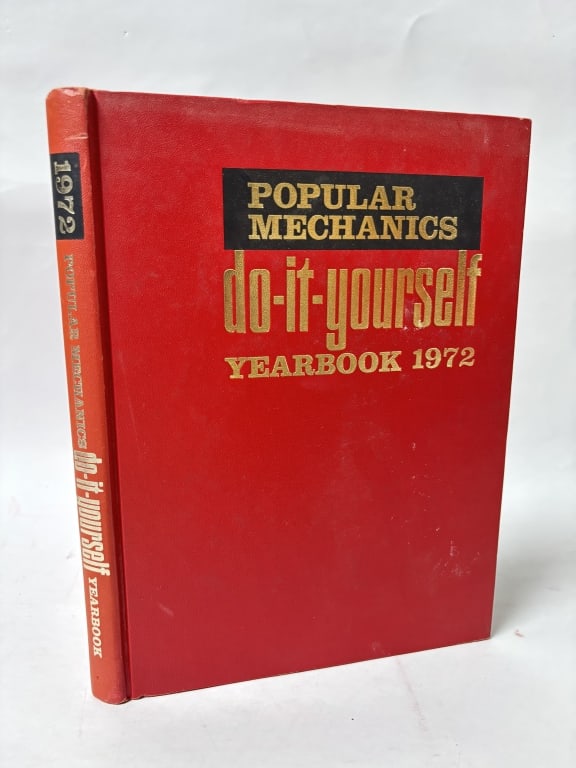 POPULAR
MECHANICS
do-it-yourself
YEARBOOK 1972
1972
POPULAR MECHANICS
do-it-yourself
YEARBOOK